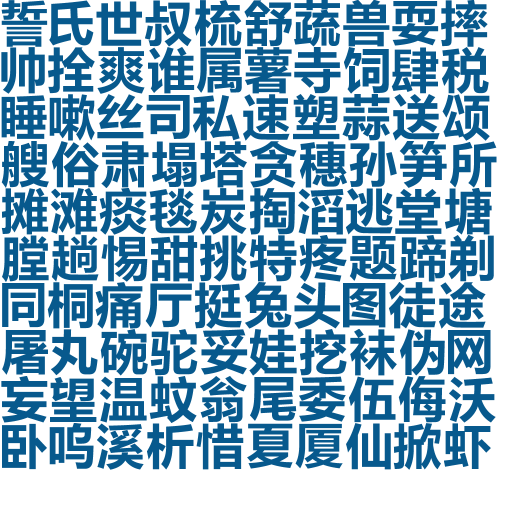 誓氏世叔梳舒蔬兽耍摔
帅拴爽谁属薯寺饲肆税
睡嗽丝司私速塑蒜送颂
艘俗肃塌塔贪穗孙笋所
摊滩痰毯炭掏滔逃堂塘
膛趟惕甜挑特疼题蹄剃
同桐痛厅挺兔头图徒途
屠丸碗驼妥娃挖袜伪网
妄望温蚊翁尾委伍侮沃
卧呜溪析惜夏厦仙掀虾